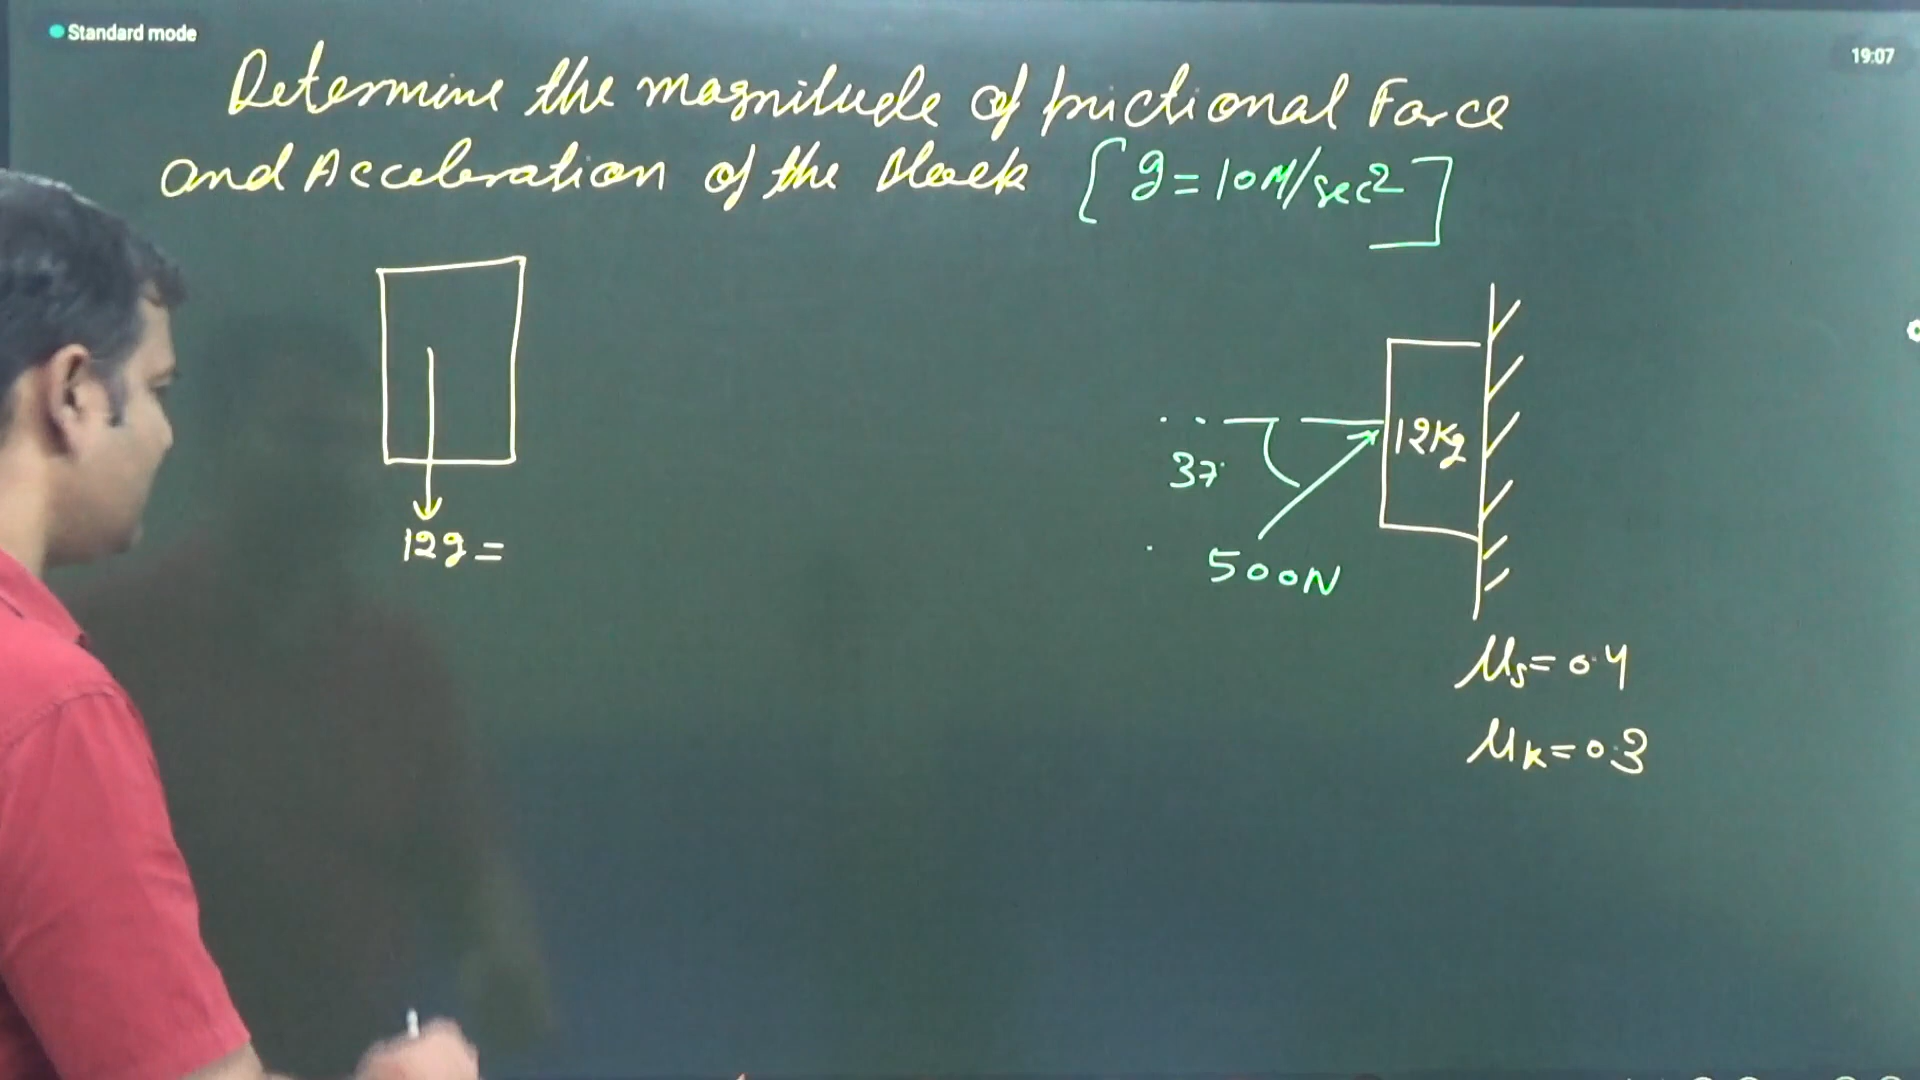 Standard mode
19:07
Determine the magnitude of frictional Force
and Acceleration of the block [g=10M/sec²]
12Kg
37°
500N
12g =
μs=0.4
μk=0.3